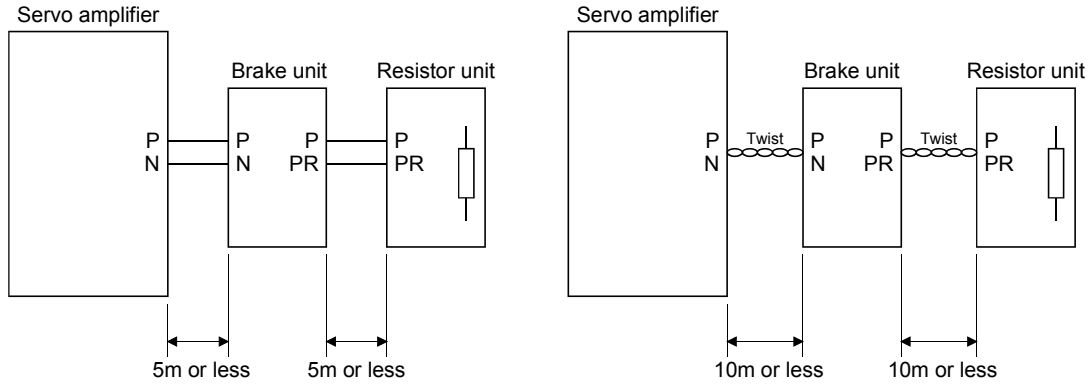 Servo amplifier
Brake unit
Resistor unit
P P P P
N N PR PR
5m or less
5m or less
Servo amplifier
Brake unit
Resistor unit
P Twist P P Twist P
N N PR PR
10m or less
10m or less